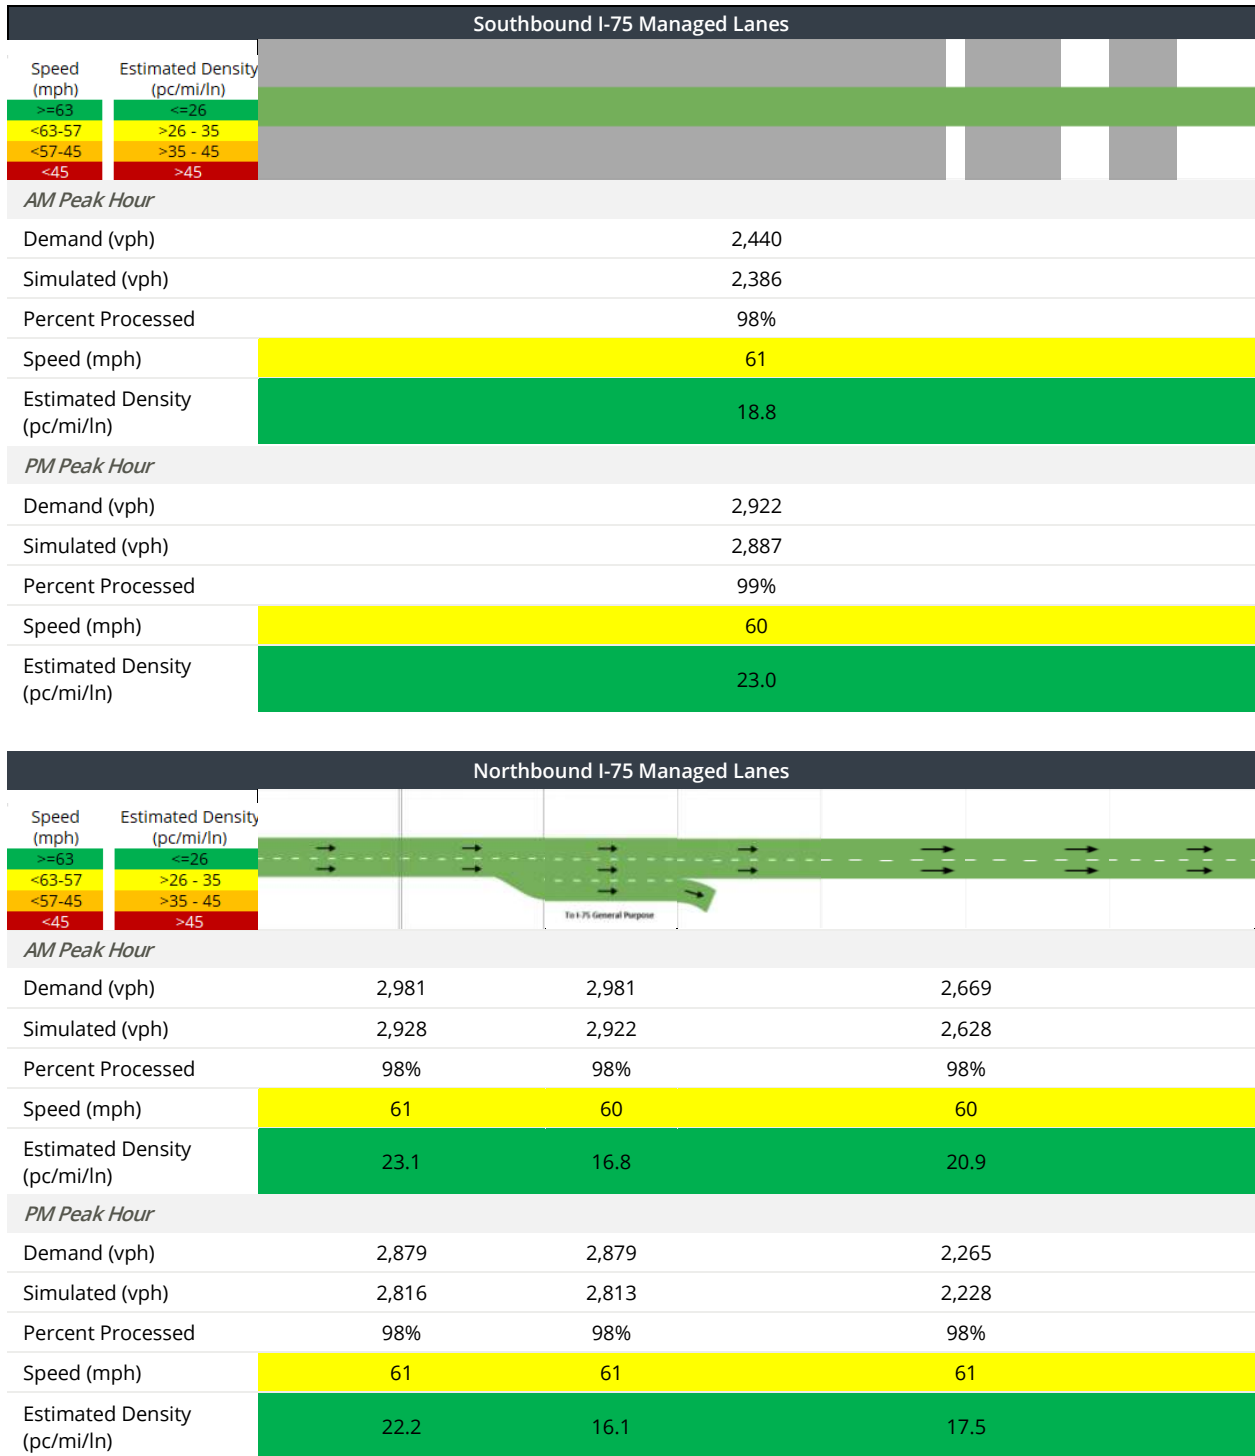 Southbound I-75 Managed Lanes
Speed Estimated Density
(mph) (pc/mi/ln)
>=63 <=26
<63-57 >26 - 35
<57-45 >35 - 45
<45 >45
AM Peak Hour
Demand (vph) 2,440
Simulated (vph) 2,386
Percent Processed 98%
Speed (mph) 61
Estimated Density
(pc/mi/ln) 18.8
PM Peak Hour
Demand (vph) 2,922
Simulated (vph) 2,887
Percent Processed 99%
Speed (mph) 60
Estimated Density
(pc/mi/ln) 23.0
Northbound I-75 Managed Lanes
Speed Estimated Density
(mph) (pc/mi/ln)
>=63 <=26
<63-57 >26 - 35
<57-45 >35 - 45
<45 >45
To I-75 General Purpose
AM Peak Hour
Demand (vph) 2,981 2,981 2,669
Simulated (vph) 2,928 2,922 2,628
Percent Processed 98% 98% 98%
Speed (mph) 61 60 60
Estimated Density
(pc/mi/ln) 23.1 16.8 20.9
PM Peak Hour
Demand (vph) 2,879 2,879 2,265
Simulated (vph) 2,816 2,813 2,228
Percent Processed 98% 98% 98%
Speed (mph) 61 61 61
Estimated Density
(pc/mi/ln) 22.2 16.1 17.5